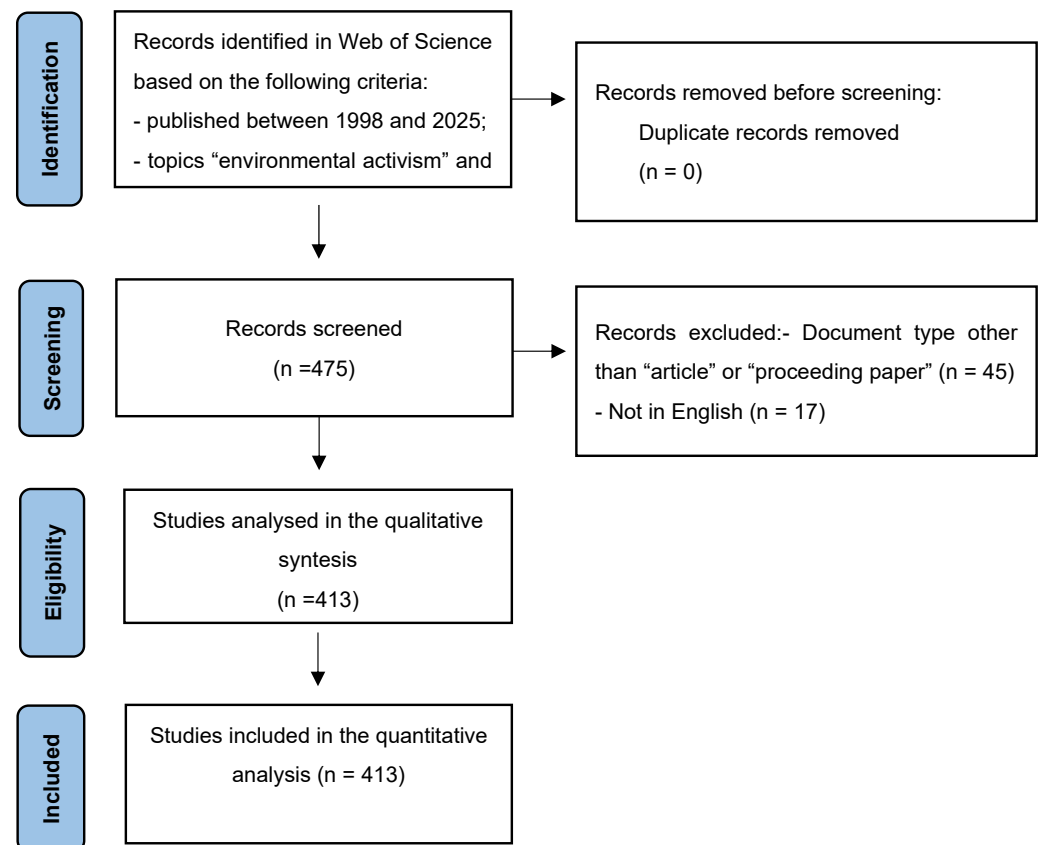 Identification
Records identified in Web of Science
based on the following criteria:
- published between 1998 and 2025;
- topics “environmental activism” and
Records removed before screening:
Duplicate records removed
(n = 0)
Screening
Records screened
(n =475)
Records excluded:- Document type other
than “article” or “proceeding paper” (n = 45)
- Not in English (n = 17)
Eligibility
Studies analysed in the qualitative
syntesis
(n =413)
Included
Studies included in the quantitative
analysis (n = 413)